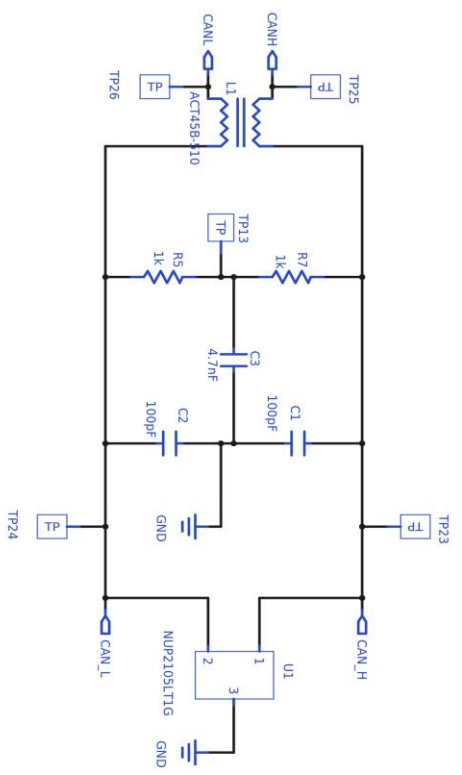 CANL
CANH
TP26
TP
L1
TP
TP25
ACT45B-510
TP
TP13
R5
1k
R7
1k
C3
4.7nF
C2
100pF
C1
100pF
TP24
TP
GND
TP
TP23
CAN_L
CAN_H
NUP2105LT1G
2
1
3
U1
GND